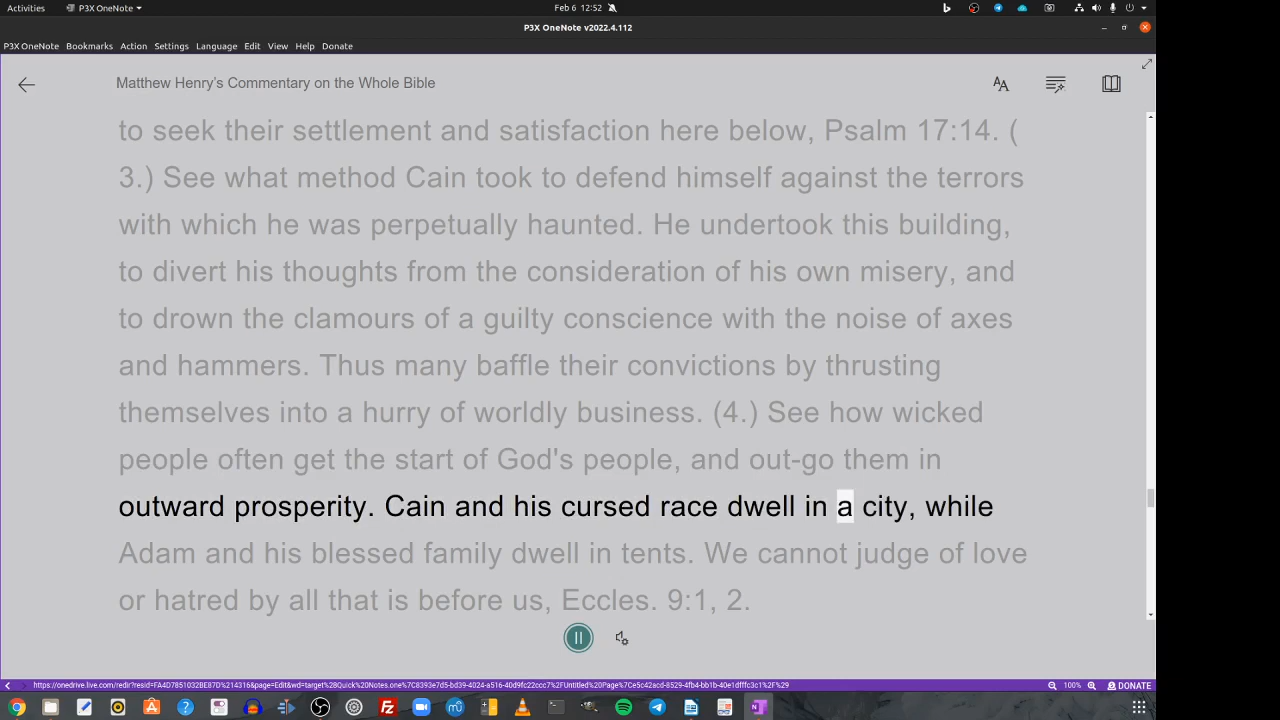 Activities
P3X OneNote
Feb 6 12:52
P3X OneNote v2022.4.112
P3X OneNote Bookmarks Action Settings Language Edit View Help Donate
Matthew Henry's Commentary on the Whole Bible
to seek their settlement and satisfaction here below, Psalm 17:14. (
3.) See what method Cain took to defend himself against the terrors
with which he was perpetually haunted. He undertook this building,
to divert his thoughts from the consideration of his own misery, and
to drown the clamours of a guilty conscience with the noise of axes
and hammers. Thus many baffle their convictions by thrusting
themselves into a hurry of worldly business. (4.) See how wicked
people often get the start of God's people, and out-go them in
outward prosperity. Cain and his cursed race dwell in a city, while
Adam and his blessed family dwell in tents. We cannot judge of love
or hatred by all that is before us, Eccles. 9:1, 2.
100%
DONATE